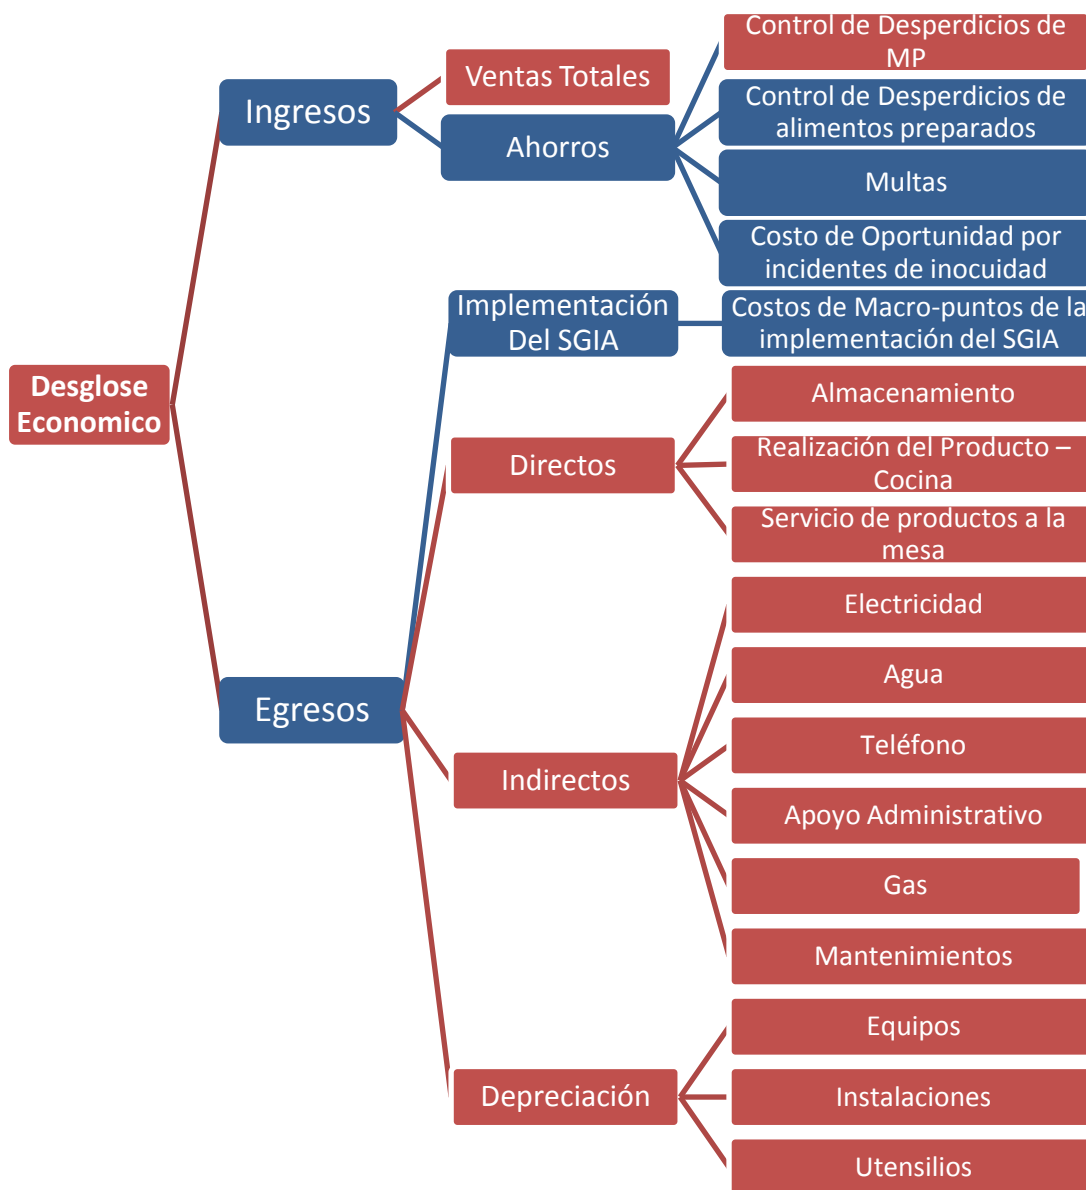 Control de Desperdicios de
MP
Ventas Totales
Ingresos
Control de Desperdicios de
alimentos preparados
Ahorros
Multas
Costo de Oportunidad por
incidentes de inocuidad
Implementación
Del SGIA
Costos de Macro-puntos de la
implementación del SGIA
Desglose
Economico
Almacenamiento
Directos
Realización del Producto –
Cocina
Servicio de productos a la
mesa
Electricidad
Agua
Egresos
Teléfono
Indirectos
Apoyo Administrativo
Gas
Mantenimientos
Equipos
Depreciación
Instalaciones
Utensilios